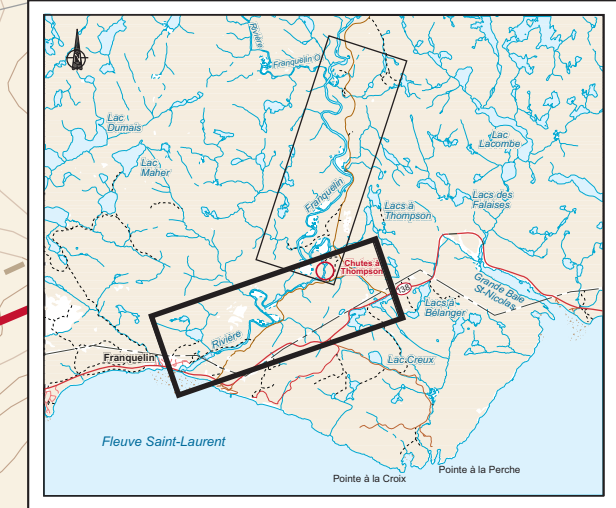 Rivière
Franquelin O
Lac
Dumais
Lac
Maher
Lac
Lacombe
Franquelin
Lacs à
Thompson
Lacs des
Falaises
Chutes à
Thompson
138
Grande Baie
St-Nicolas
Lacs à
Bélanger
Rivière
Franquelin
Lac Creux
Fleuve Saint-Laurent
Pointe à la Perche
Pointe à la Croix